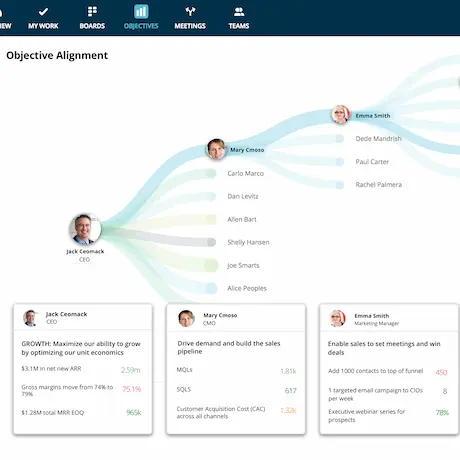 IEW
MY WORK
BOARDS
OBJECTIVES
MEETINGS
TEAMS
Objective Alignment
Emma Smith
Mary Cmoso
Dede Mandrish
Paul Carter
Rachel Palmera
Carlo Marco
Dan Levitz
Allen Bart
Shelly Hansen
Joe Smarts
Alice Peoples
Jack Ceomack
CEO
Jack Ceomack
CEO
GROWTH: Maximize our ability to grow
by optimizing our unit economics
$3.1M in net new ARR
2.59m
Gross margins move from 74% to
79%
75.1%
$1.28M total MRR EOQ
965k
Mary Cmoso
CMO
Drive demand and build the sales
pipeline
MQLs
1.81k
SQLS
617
Customer Acquisition Cost (CAC)
across all channels
1.32k
Emma Smith
Marketing Manager
Enable sales to set meetings and win
deals
Add 1000 contacts to top of funnel
450
1 targeted email campaign to CIOs
per week
8
Executive webinar series for
prospects
78%